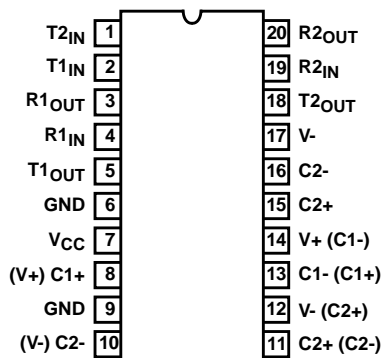 T2IN 1 20 R2OUT
T1IN 2 19 R2IN
R1OUT 3 18 T2OUT
R1IN 4 17 V-
T1OUT 5 16 C2-
GND 6 15 C2+
VCC 7 14 V+ (C1-)
(V+) C1+ 8 13 C1- (C1+)
GND 9 12 V- (C2+)
(V-) C2- 10 11 C2+ (C2-)